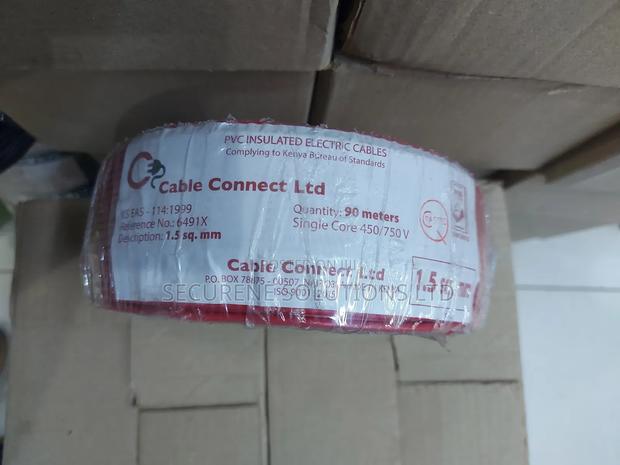 PVC INSULATED ELECTRIC CABLES
Complying to Kenya Bureau of Standards
Cable Connect Ltd
KS EAS - 114:1999
Reference No.: 6491X
Description: 1.5 sq. mm
Quantity: 90 meters
Single Core 450/750 V
Cable Connect Ltd
P.O. BOX 78875 - 00507
SECURENE SOLUTIONS LTD
1.5